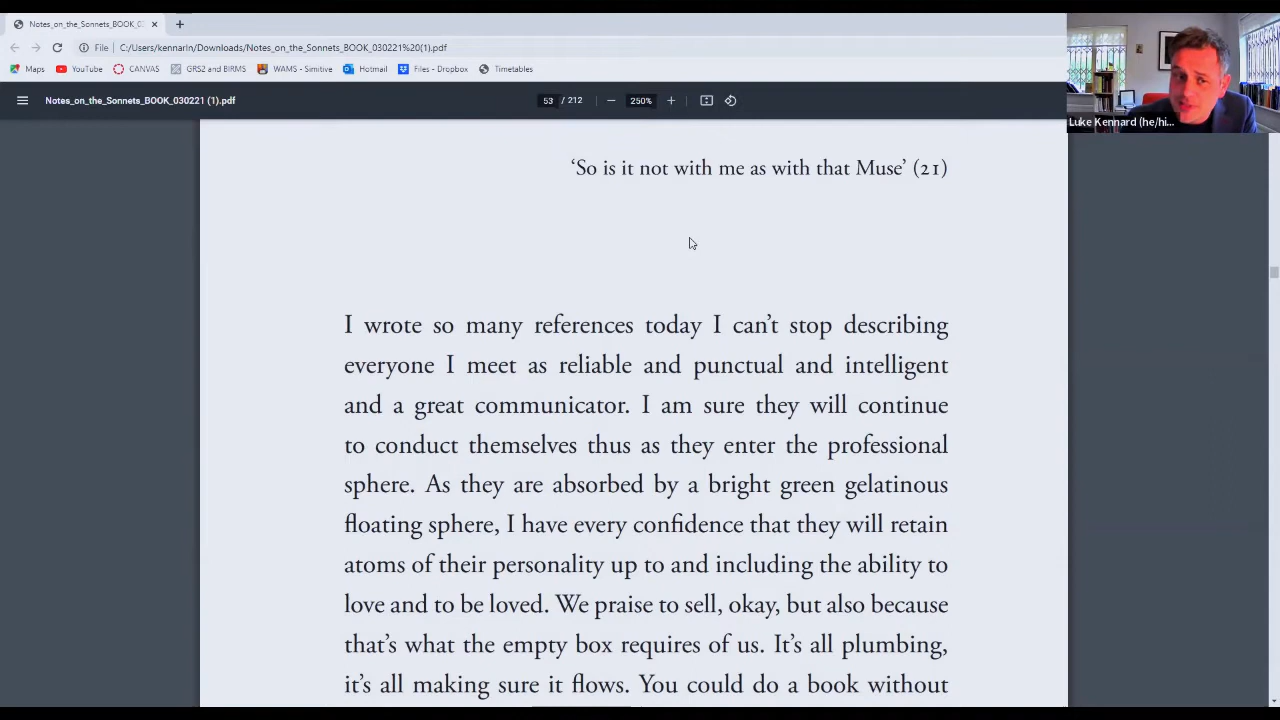 Notes_on_the_Sonnets_BOOK_03
File C:/Users/kennarin/Downloads/Notes_on_the_Sonnets_BOOK_030221%20(1).pdf
Maps YouTube CANVAS GRS2 and BIRMS WAMS - Simitive Hotmail Files - Dropbox Timetables
Notes_on_the_Sonnets_BOOK_030221 (1).pdf 53 / 212 250%
Luke Kennard (he/hi...
‘So is it not with me as with that Muse’ (21)
I wrote so many references today I can’t stop describing
everyone I meet as reliable and punctual and intelligent
and a great communicator. I am sure they will continue
to conduct themselves thus as they enter the professional
sphere. As they are absorbed by a bright green gelatinous
floating sphere, I have every confidence that they will retain
atoms of their personality up to and including the ability to
love and to be loved. We praise to sell, okay, but also because
that’s what the empty box requires of us. It’s all plumbing,
it’s all making sure it flows. You could do a book without